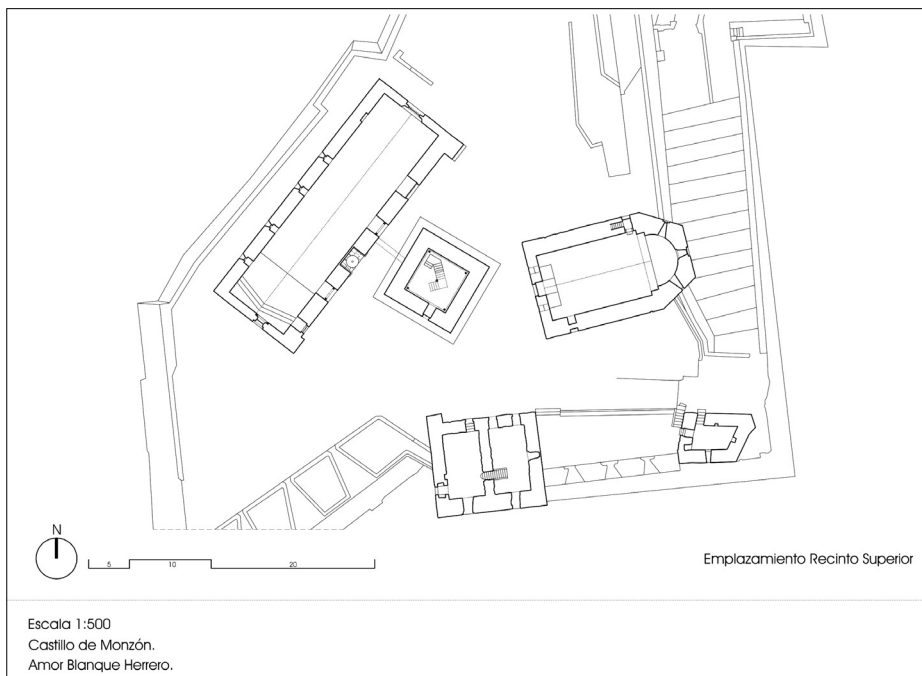 N
5 10 20
Emplazamiento Recinto Superior
Escala 1:500
Castillo de Monzón.
Amor Blanque Herrero.